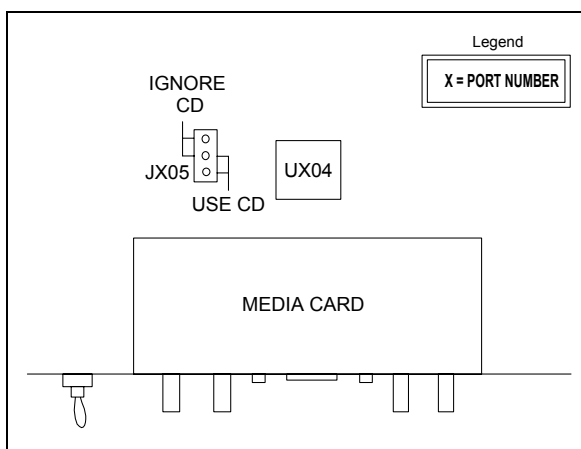 Legend
X = PORT NUMBER
IGNORE
CD
JX05
UX04
USE CD
MEDIA CARD